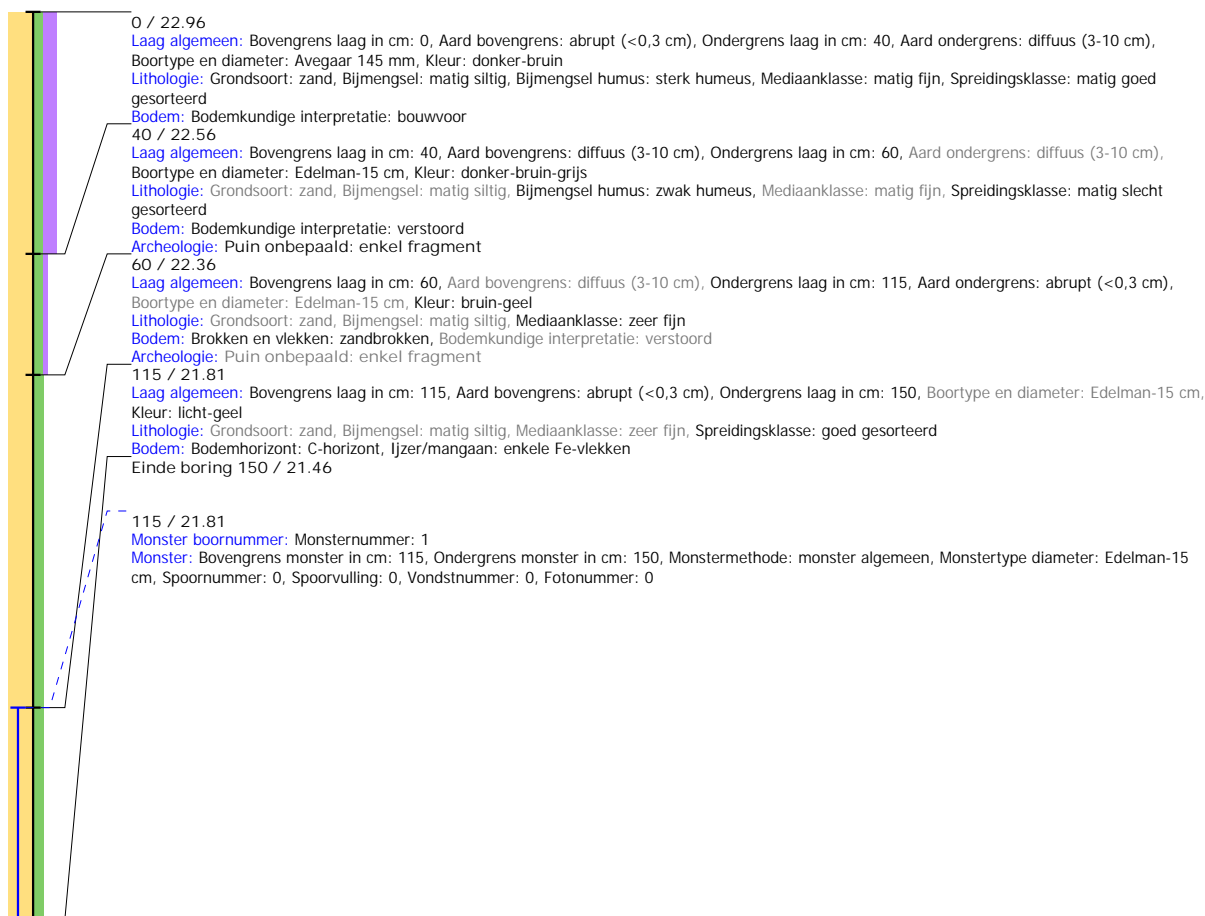 0 / 22.96
Laag algemeen: Bovengrens laag in cm: 0, Aard bovengrens: abrupt (<0,3 cm), Ondergrens laag in cm: 40, Aard ondergrens: diffuus (3-10 cm),
Boortype en diameter: Avegaar 145 mm, Kleur: donker-bruin
Lithologie: Grondsoort: zand, Bijmengsel: matig siltig, Bijmengsel humus: sterk humeus, Mediaanklasse: matig fijn, Spreidingsklasse: matig goed
gesorteerd
Bodem: Bodemkundige interpretatie: bouwvoor
40 / 22.56
Laag algemeen: Bovengrens laag in cm: 40, Aard bovengrens: diffuus (3-10 cm), Ondergrens laag in cm: 60, Aard ondergrens: diffuus (3-10 cm),
Boortype en diameter: Edelman-15 cm, Kleur: donker-bruin-grijs
Lithologie: Grondsoort: zand, Bijmengsel: matig siltig, Bijmengsel humus: zwak humeus, Mediaanklasse: matig fijn, Spreidingsklasse: matig slecht
gesorteerd
Bodem: Bodemkundige interpretatie: verstoord
Archeologie: Puin onbepaald: enkel fragment
60 / 22.36
Laag algemeen: Bovengrens laag in cm: 60, Aard bovengrens: diffuus (3-10 cm), Ondergrens laag in cm: 115, Aard ondergrens: abrupt (<0,3 cm),
Boortype en diameter: Edelman-15 cm, Kleur: bruin-geel
Lithologie: Grondsoort: zand, Bijmengsel: matig siltig, Mediaanklasse: zeer fijn
Bodem: Brokken en vlekken: zandbrokken, Bodemkundige interpretatie: verstoord
Archeologie: Puin onbepaald: enkel fragment
115 / 21.81
Laag algemeen: Bovengrens laag in cm: 115, Aard bovengrens: abrupt (<0,3 cm), Ondergrens laag in cm: 150, Boortype en diameter: Edelman-15 cm,
Kleur: licht-geel
Lithologie: Grondsoort: zand, Bijmengsel: matig siltig, Mediaanklasse: zeer fijn, Spreidingsklasse: goed gesorteerd
Bodem: Bodemhorizont: C-horizont, Ijzer/mangaan: enkele Fe-vlekken
Einde boring 150 / 21.46
115 / 21.81
Monster boornummer: Monsternummer: 1
Monster: Bovengrens monster in cm: 115, Ondergrens monster in cm: 150, Monstermethode: monster algemeen, Monstertype diameter: Edelman-15
cm, Spoornummer: 0, Spoorvulling: 0, Vondstnummer: 0, Fotonummer: 0